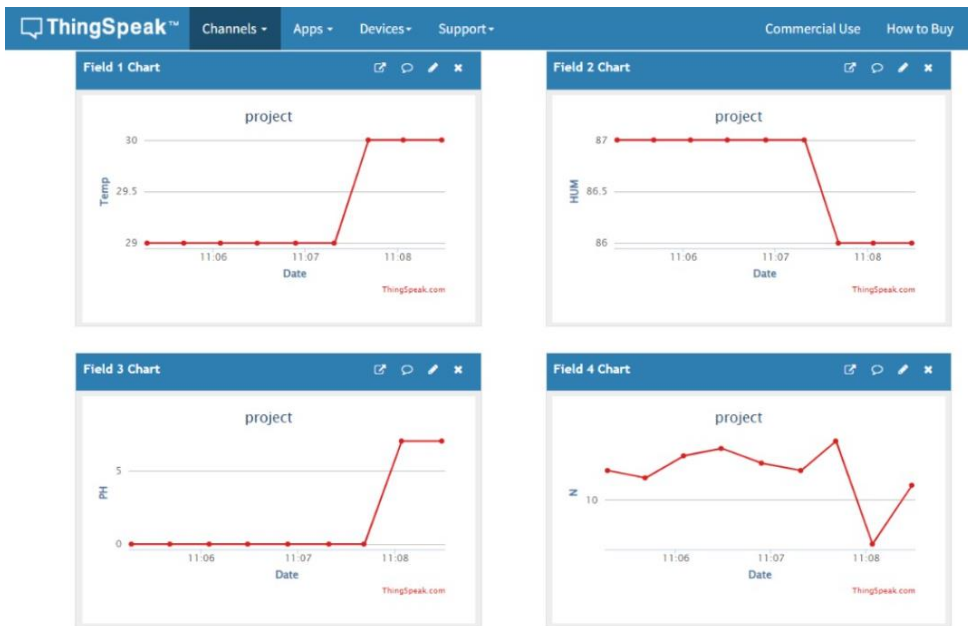 ThingSpeak™ Channels Apps Devices Support Commercial Use How to Buy
Field 1 Chart
project
30
29.5
29
Temp
11:06 11:07 11:08
Date
ThingSpeak.com
Field 2 Chart
project
87
86.5
86
HUM
11:06 11:07 11:08
Date
ThingSpeak.com
Field 3 Chart
project
5
0
PH
11:06 11:07 11:08
Date
ThingSpeak.com
Field 4 Chart
project
10
N
11:06 11:07 11:08
Date
ThingSpeak.com